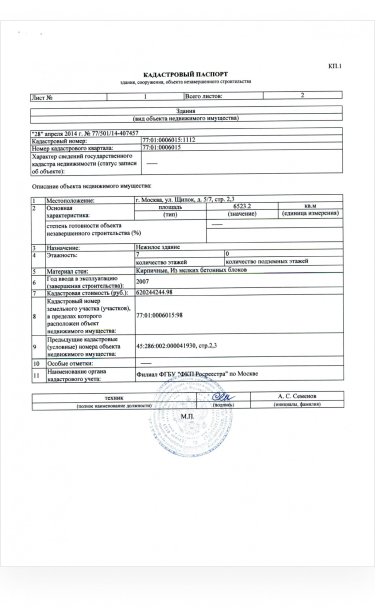 КП.1
КАДАСТРОВЫЙ ПАСПОРТ
здания, сооружения, объекта незавершенного строительства
Лист № 1 Всего листов: 2
Здания
(вид объекта недвижимого имущества)
"28" апреля 2014 г. № 77/501/14-407457
Кадастровый номер: 77:01:0006015:1112
Номер кадастрового квартала: 77:01:0006015
Характер сведений государственного
кадастра недвижимости (статус записи
об объекте):
Описание объекта недвижимого имущества:
1 Местоположение: г. Москва, ул. Щипок, д. 5/7, стр. 2,3
2 Основная площадь 6523.2 кв.м
характеристика: (тип) (значение) (единица измерения)
степень готовности объекта
незавершенного строительства (%)
3 Назначение: Нежилое здание
4 Этажность: 7 0
количество этажей количество подземных этажей
5 Материал стен: Кирпичные, Из мелких бетонных блоков
6 Год ввода в эксплуатацию
(завершения строительства): 2007
7 Кадастровая стоимость (руб.): 620244244.98
8 Кадастровый номер
земельного участка (участков),
в пределах которого
расположен объект
недвижимого имущества: 77:01:0006015:98
9 Предыдущие кадастровые
(условные) номера объекта
недвижимого имущества: 45:286:002:000041930, стр.2,3
10 Особые отметки:
11 Наименование органа
кадастрового учета: Филиал ФГБУ "ФКП Росреестра" по Москве
техник А. С. Семенов
(полное наименование должности) (подпись) (инициалы, фамилия)
М.П.